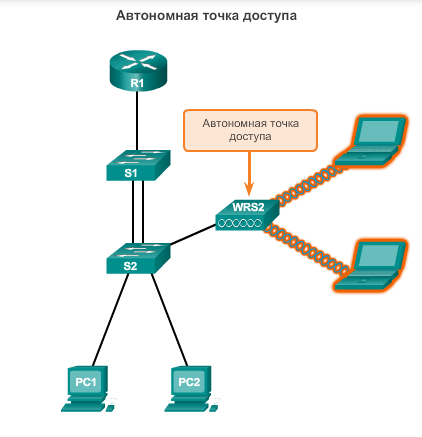 Автономная точка доступа
R1
Автономная точка
доступа
S1
WRS2
S2
PC1
PC2